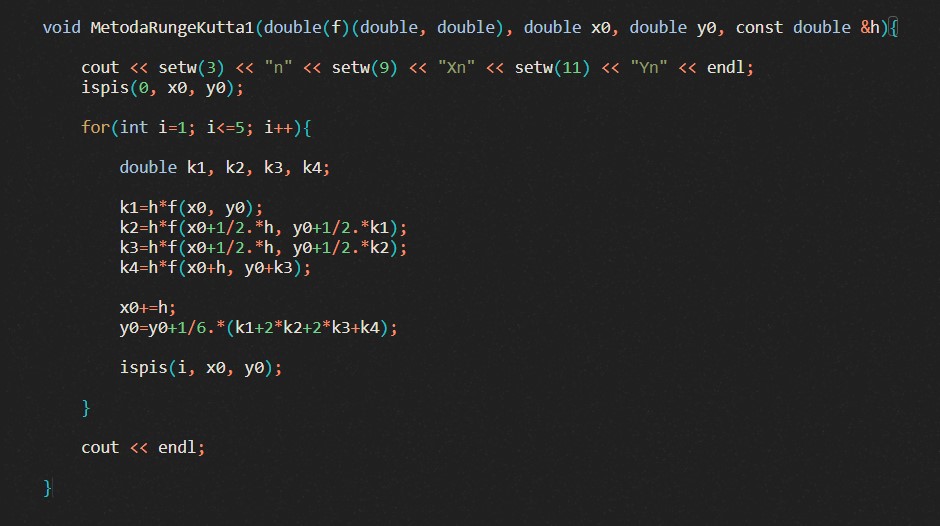 void MetodaRungeKutta1(double(f)(double, double), double x0, double y0, const double &h){
cout << setw(3) << "n" << setw(9) << "Xn" << setw(11) << "Yn" << endl;
ispis(0, x0, y0);
for(int i=1; i<=5; i++){
double k1, k2, k3, k4;
k1=h*f(x0, y0);
k2=h*f(x0+1/2.*h, y0+1/2.*k1);
k3=h*f(x0+1/2.*h, y0+1/2.*k2);
k4=h*f(x0+h, y0+k3);
x0+=h;
y0=y0+1/6.*(k1+2*k2+2*k3+k4);
ispis(i, x0, y0);
}
cout << endl;
}